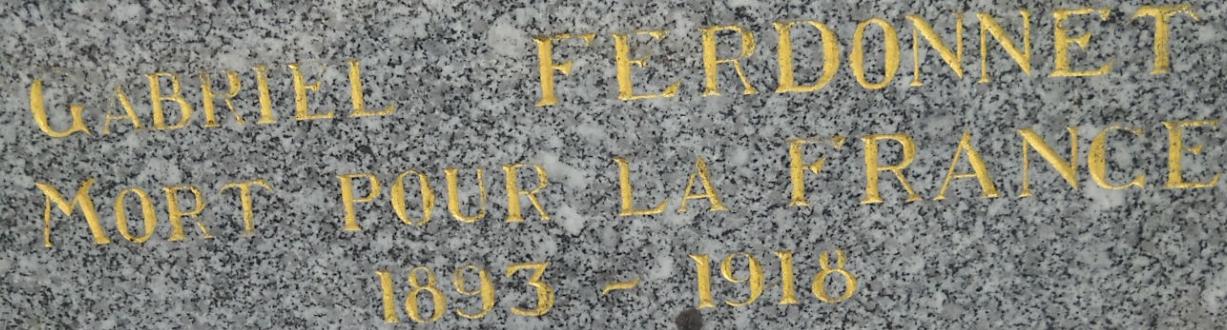 GABRIEL FERDONNET
MORT POUR LA FRANCE
1893 - 1918